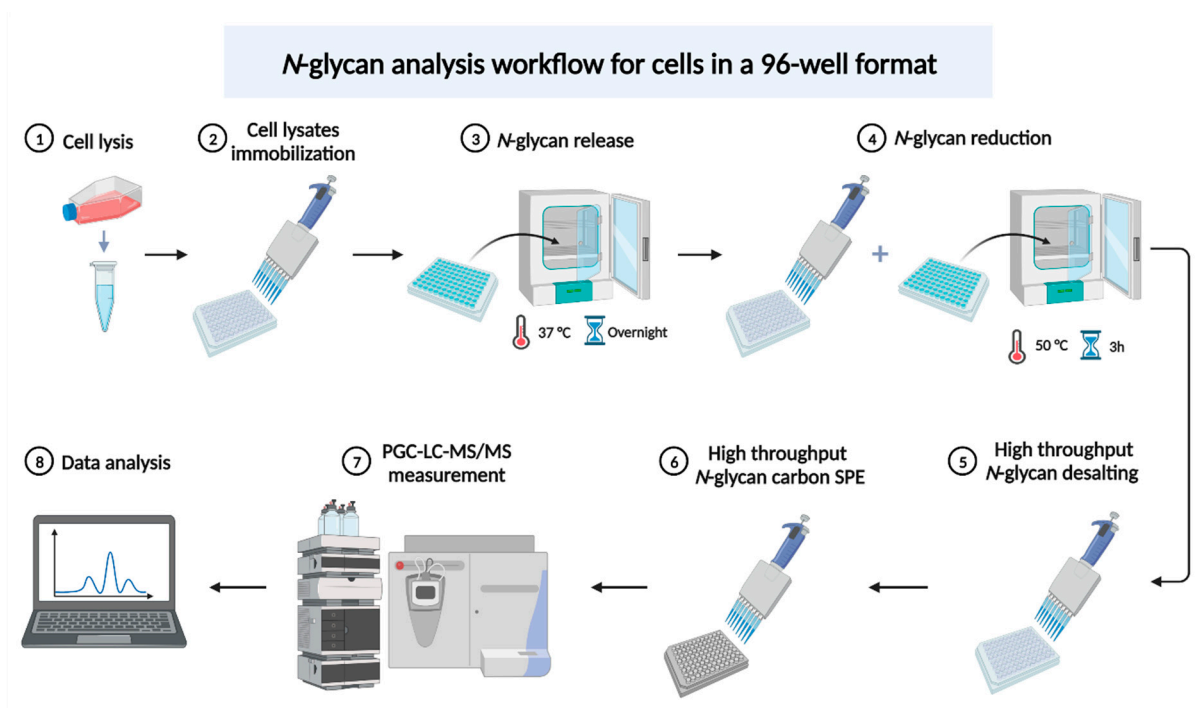 N-glycan analysis workflow for cells in a 96-well format
1 Cell lysis
2 Cell lysates
immobilization
3 N-glycan release
4 N-glycan reduction
37 °C Overnight
50 °C 3h
8 Data analysis
7 PGC-LC-MS/MS
measurement
6 High throughput
N-glycan carbon SPE
5 High throughput
N-glycan desalting